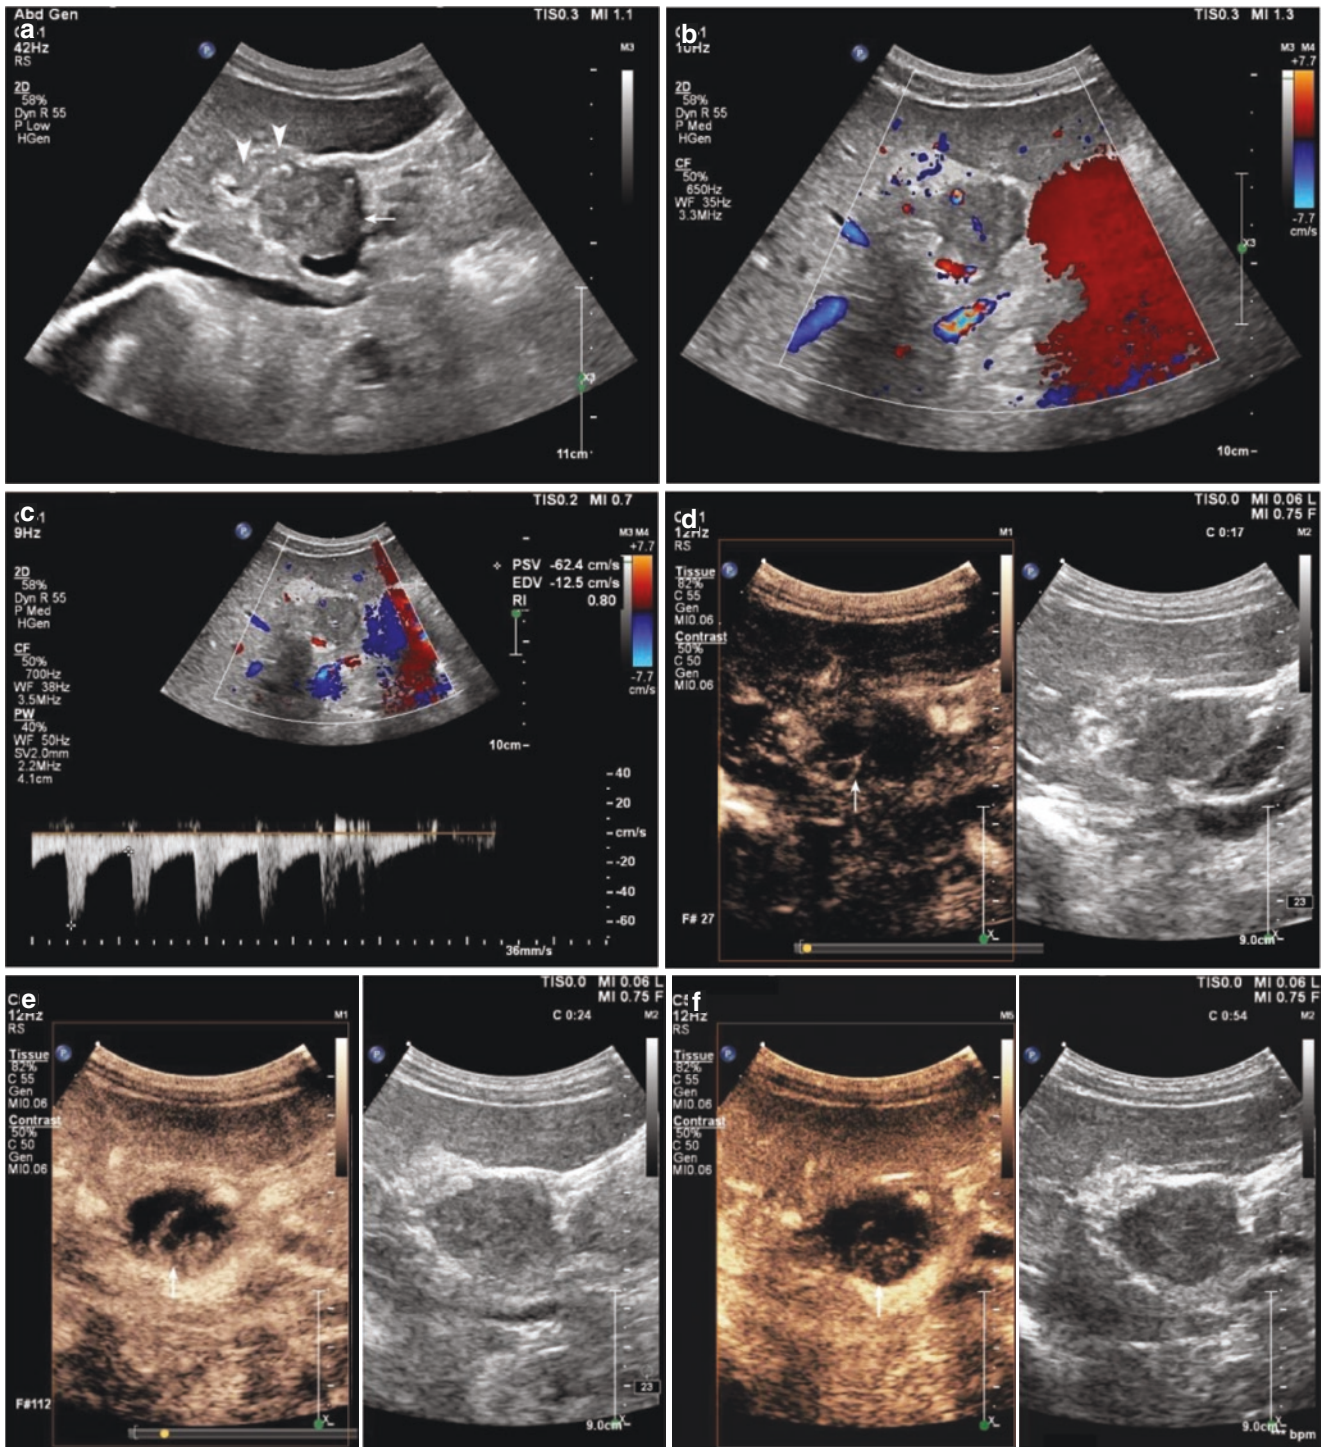 Abd Gen
TIS0.3 MI 1.1
a
42Hz
RS
M3
2D
58%
Dyn R 55
P Low
HGen
X3
11cm
b
TIS0.3 MI 1.3
10Hz
M3 M4
+7.7
2D
58%
Dyn R 55
P Med
HGen
CF
50%
650Hz
WF 35Hz
3.3MHz
-7.7
cm/s
X3
10cm
c
TIS0.2 MI 0.7
9Hz
M3 M4
+7.7
PSV -62.4 cm/s
EDV -12.5 cm/s
RI 0.80
2D
58%
Dyn R 55
P Med
HGen
CF
50%
700Hz
WF 38Hz
3.5MHz
-7.7
cm/s
PW
40%
WF 50Hz
SV2.0mm
2.2MHz
4.1cm
10cm
40
20
cm/s
-20
-40
-60
36mm/s
d
TIS0.0 MI 0.06 L
MI 0.75 F
12Hz
RS
M1
C 0:17
M2
Tissue
82%
C 55
Gen
MI0.06
Contrast
50%
C 50
Gen
MI0.06
F# 27
23
9.0cm
e
TIS0.0 MI 0.06 L
MI 0.75 F
12Hz
RS
M1
C 0:24
M2
Tissue
82%
C 55
Gen
MI0.06
Contrast
50%
C 50
Gen
MI0.06
F#112
23
9.0cm
f
TIS0.0 MI 0.06 L
MI 0.75 F
12Hz
RS
M5
C 0:54
M2
Tissue
82%
C 55
Gen
MI0.06
Contrast
50%
C 50
Gen
MI0.06
9.0cm
bpm